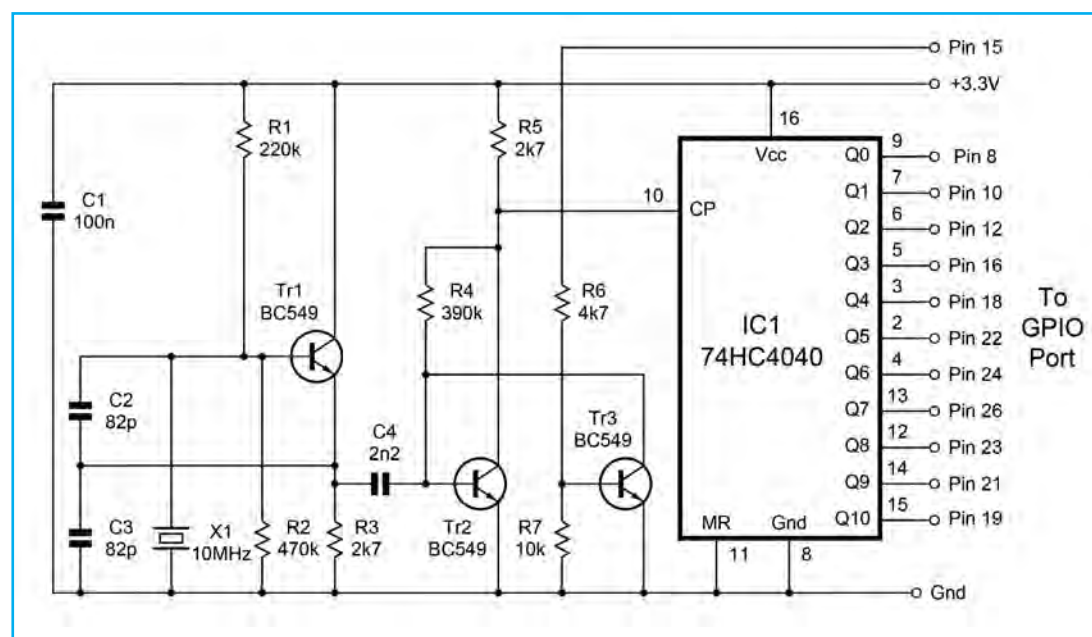 Pin 15
+3.3V
R1
220k
R5
2k7
16
Vcc
C1
100n
10
CP
Q0
9
Pin 8
Q1
7
Pin 10
Q2
6
Pin 12
Q3
5
Pin 16
Q4
3
Pin 18
Q5
2
Pin 22
Q6
4
Pin 24
Q7
13
Pin 26
Q8
12
Pin 23
Q9
14
Pin 21
Q10
15
Pin 19
To
GPIO
Port
IC1
74HC4040
Tr1
BC549
R4
390k
R6
4k7
C2
82p
C4
2n2
Tr3
BC549
C3
82p
X1
10MHz
R2
470k
R3
2k7
Tr2
BC549
R7
10k
MR
Gnd
11
8
Gnd